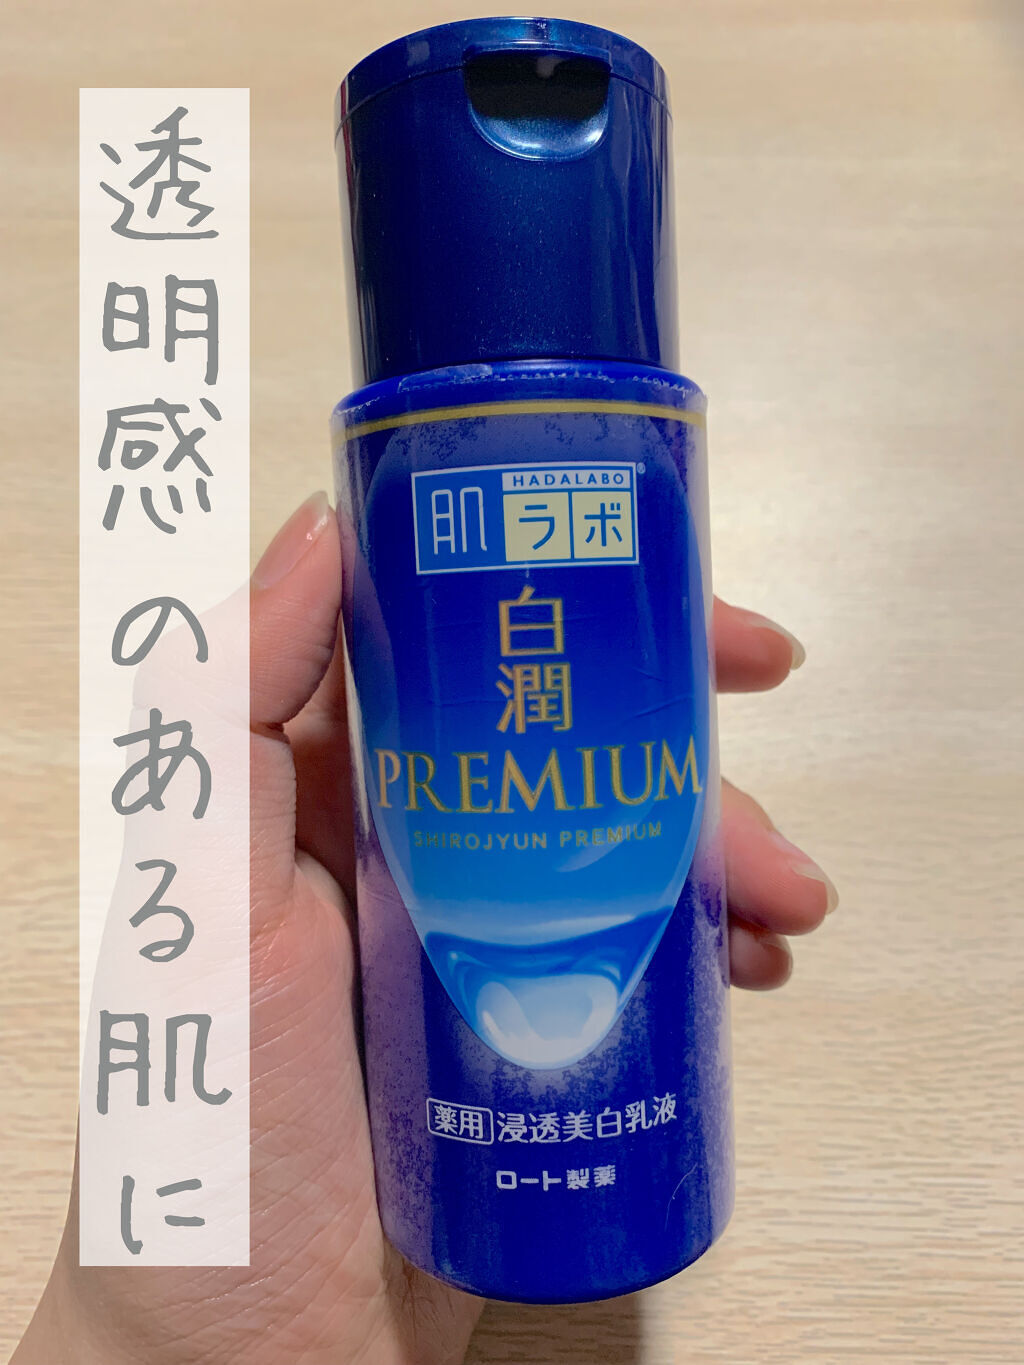 透明感のある肌に
HADALABO®
肌ラボ
白潤
PREMIUM
SHIROJYUN PREMIUM
薬用 浸透美白乳液
ロート製薬